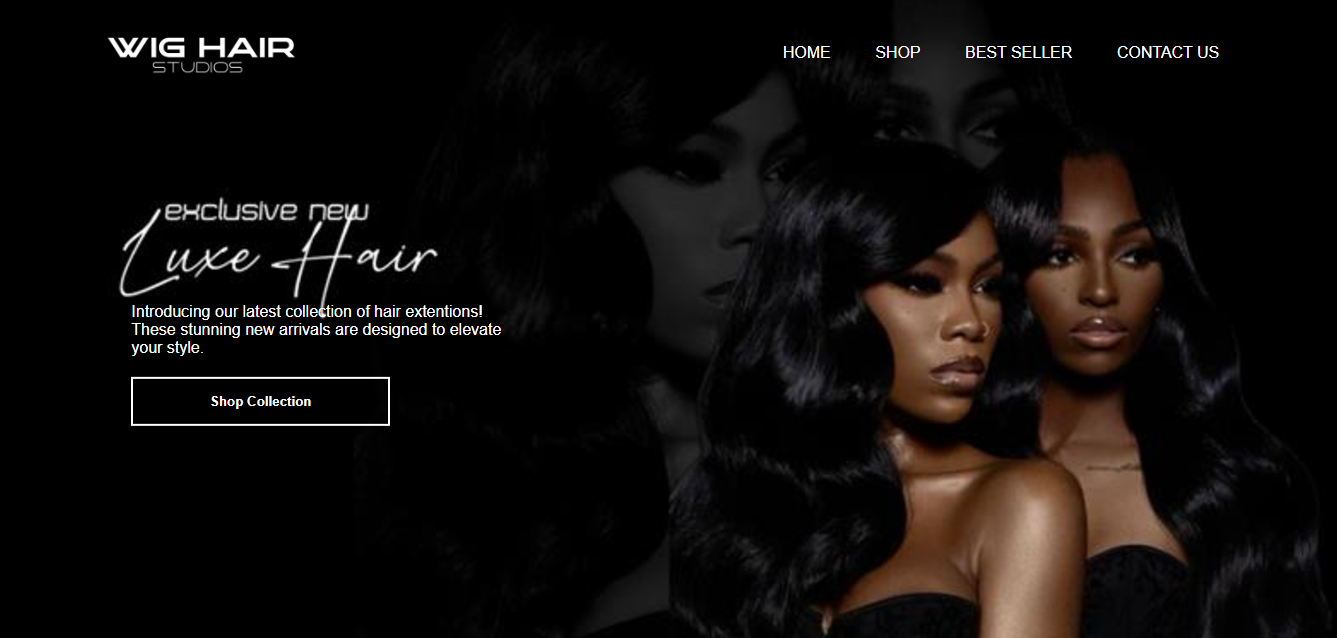 WIG HAIR
STUDIOS
HOME SHOP BEST SELLER CONTACT US
exclusive new
Luxe Hair
Introducing our latest collection of hair extentions!
These stunning new arrivals are designed to elevate
your style.
Shop Collection